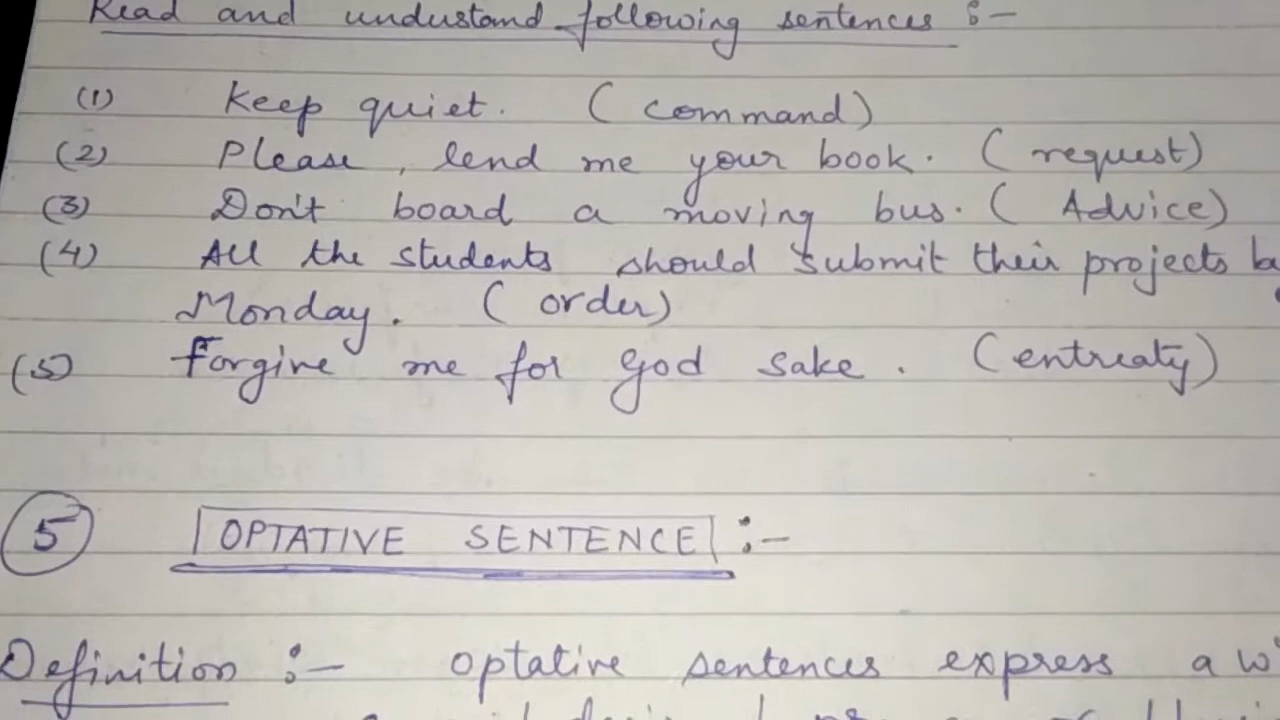 Read and understand following sentences :-
(1) Keep quiet. (command)
(2) Please, lend me your book. (request)
(3) Don't board a moving bus. (Advice)
(4) All the students should submit their projects
Monday. (order)
(5) Forgive me for God sake. (entreaty)
5 OPTATIVE SENTENCE :-
Definition :- optative sentences express a